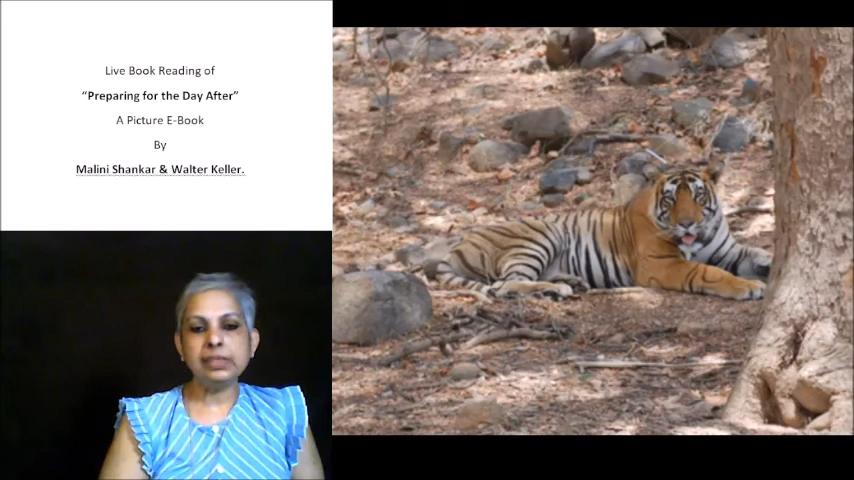 Live Book Reading of
“Preparing for the Day After”
A Picture E-Book
By
Malini Shankar & Walter Keller.